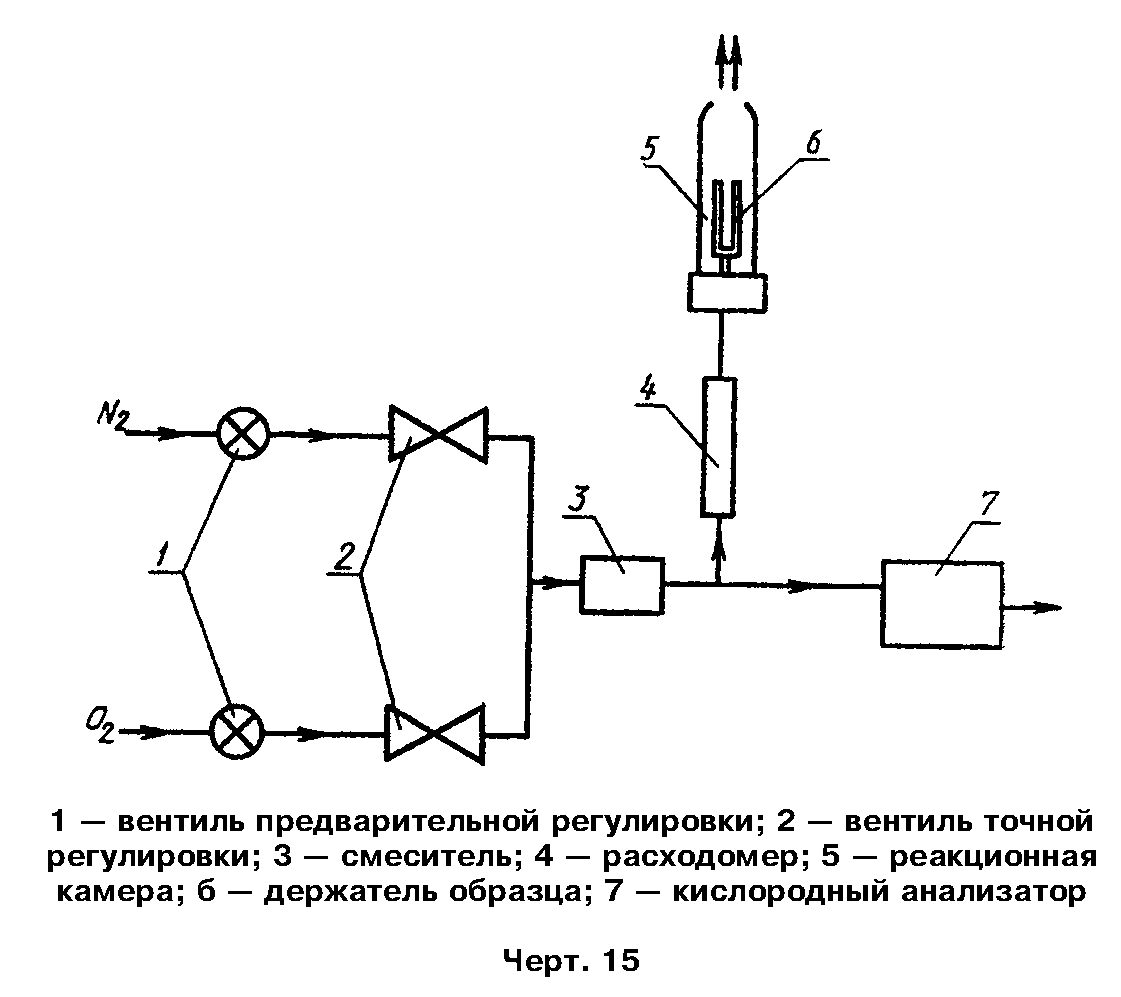 5
6
N2
4
3
7
1
2
O2
1 — вентиль предварительной регулировки; 2 — вентиль точной
регулировки; 3 — смеситель; 4 — расходомер; 5 — реакционная
камера; 6 — держатель образца; 7 — кислородный анализатор
Черт. 15